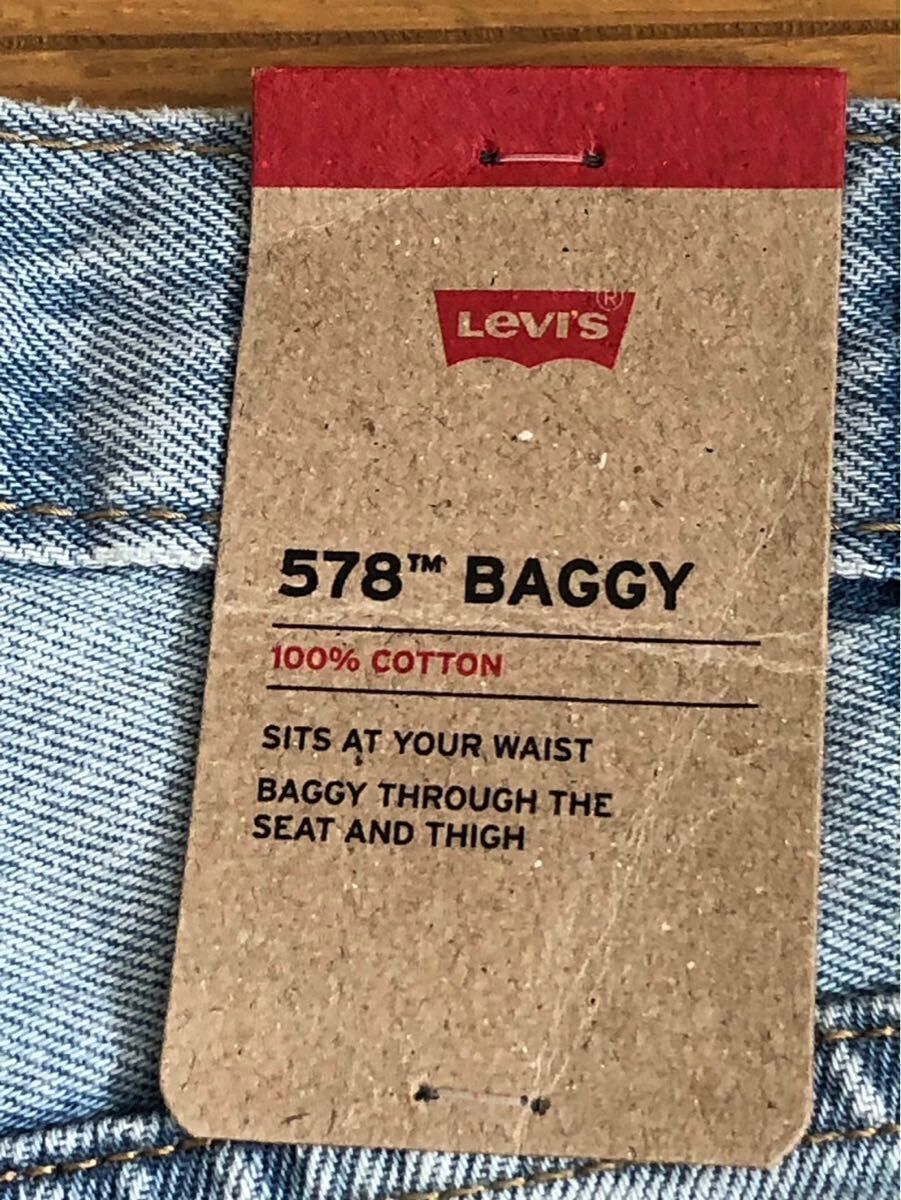 LEVI'S®
578™ BAGGY
100% COTTON
SITS AT YOUR WAIST
BAGGY THROUGH THE
SEAT AND THIGH